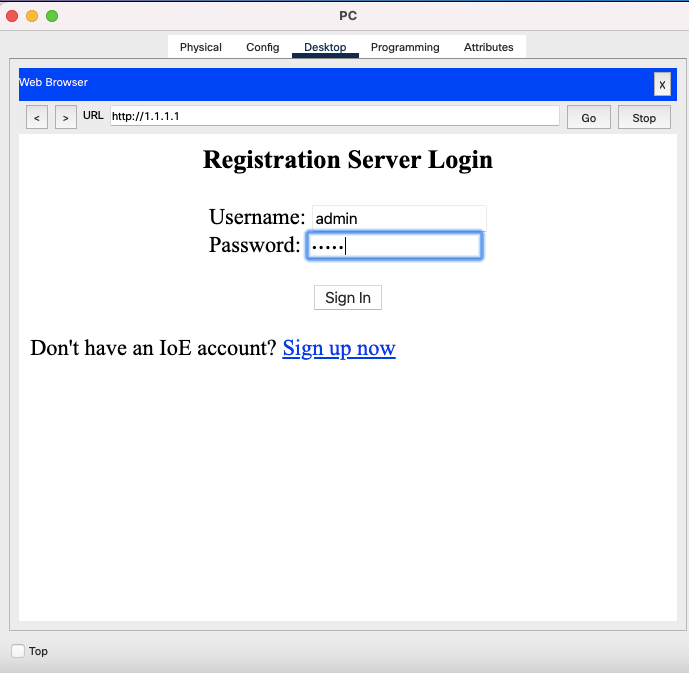 PC
Physical Config Desktop Programming Attributes
Web Browser X
< > URL http://1.1.1.1 Go Stop
Registration Server Login
Username: admin
Password: •••••
Sign In
Don't have an IoE account? Sign up now
Top